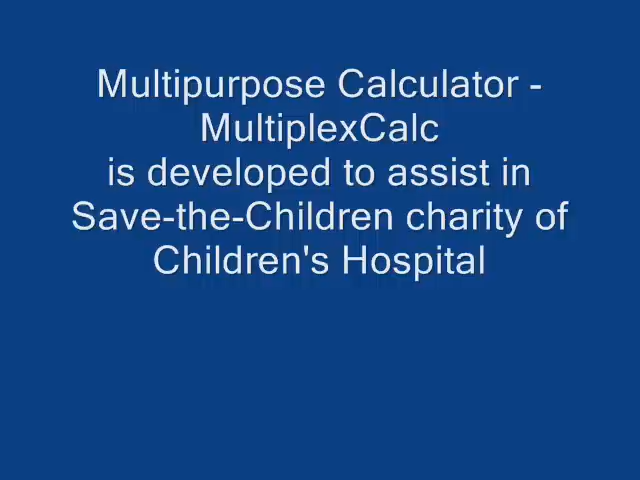 Multipurpose Calculator -
MultiplexCalc
is developed to assist in
Save-the-Children charity of
Children's Hospital